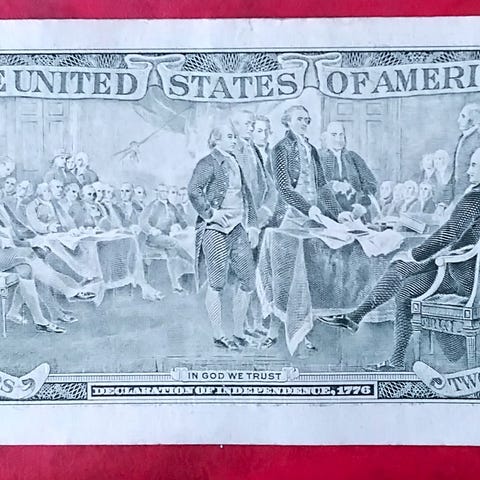 E UNITED STATES OF AMERI
IN GOD WE TRUST
S DECLARATION OF INDEPENDENCE, 1776 TWO